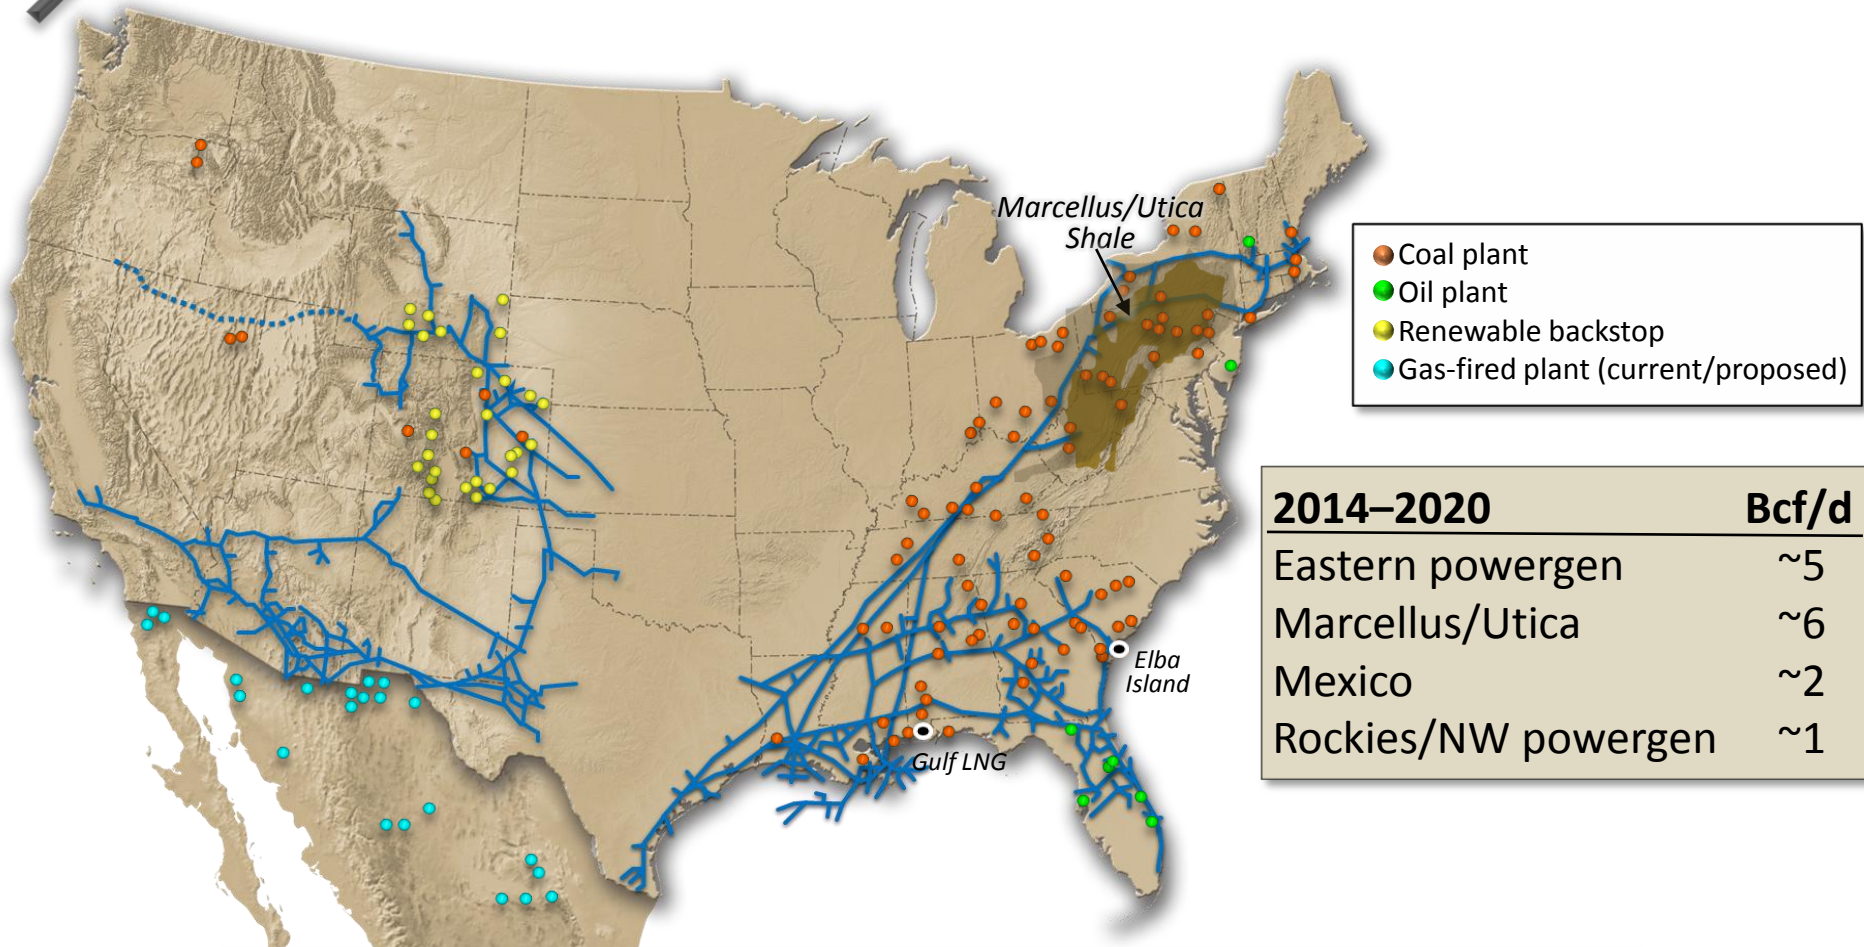 Marcellus/Utica
Shale
Coal plant
Oil plant
Renewable backstop
Gas-fired plant (current/proposed)
2014–2020 Bcf/d
Eastern powergen ~5
Marcellus/Utica ~6
Mexico ~2
Rockies/NW powergen ~1
Elba
Island
Gulf LNG